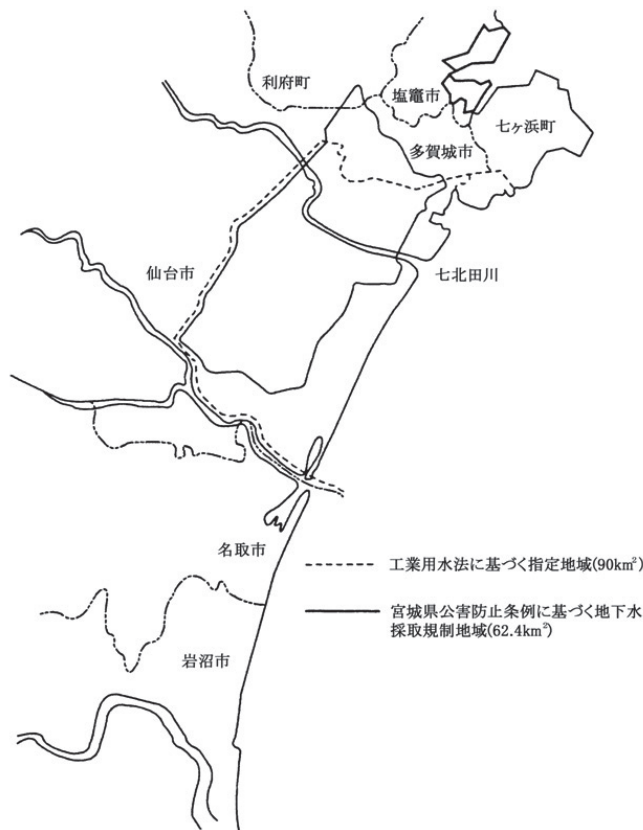 利府町
塩竈市
七ヶ浜町
多賀城市
仙台市
七北田川
名取市
工業用水法に基づく指定地域(90km²)
宮城県公害防止条例に基づく地下水
採取規制地域(62.4km²)
岩沼市